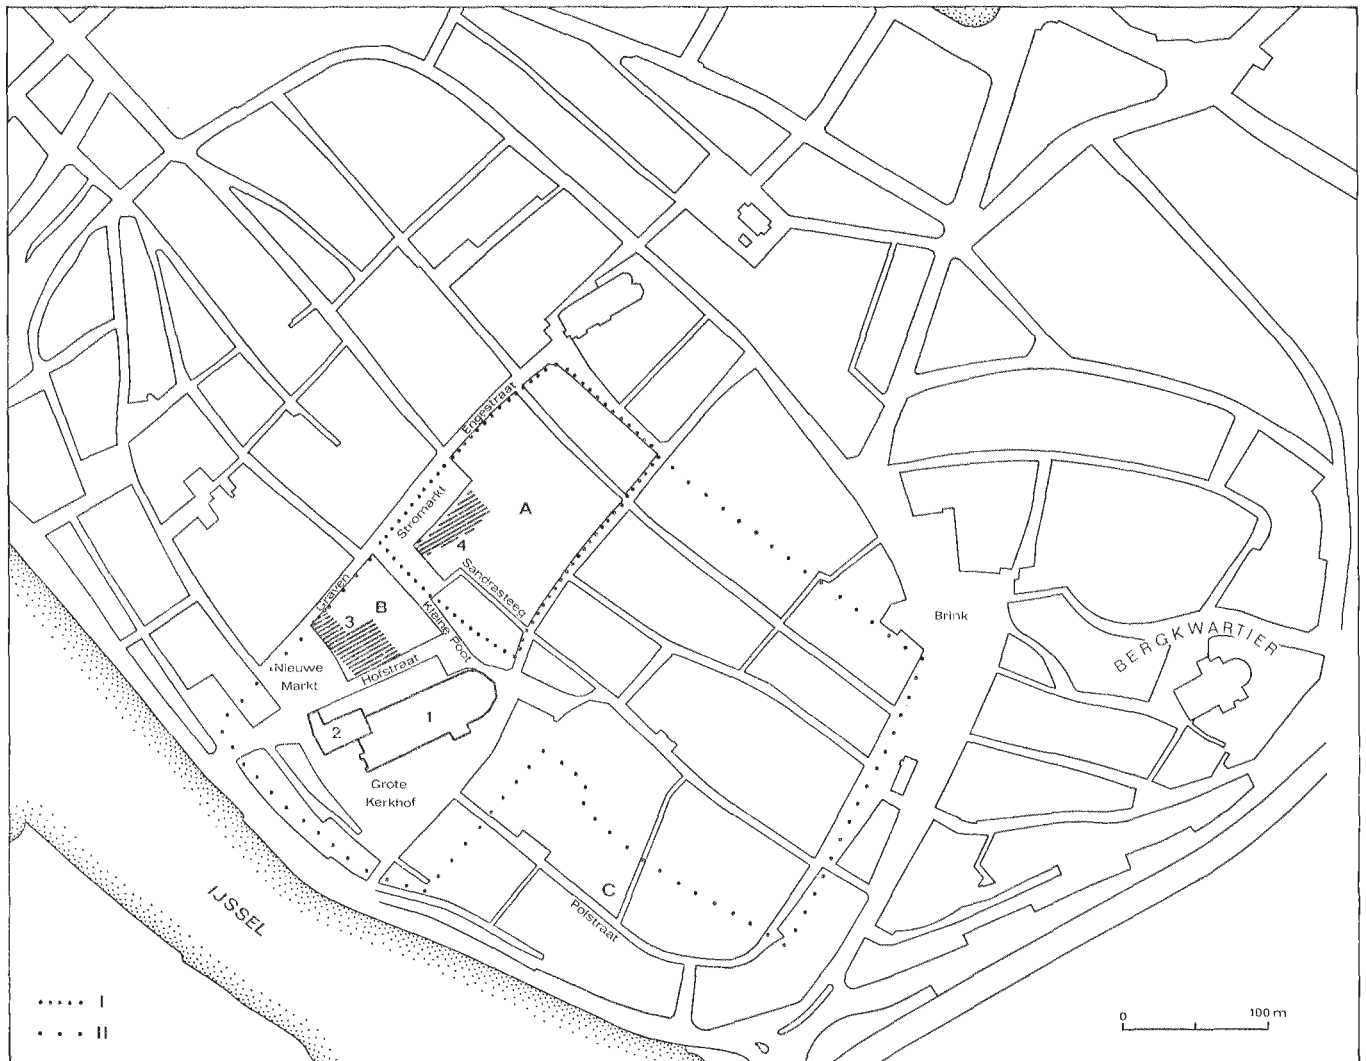 Engestraat
A
Stromarkt
4
Sandrasteeg
Graven
B
3
Kleine Poot
Brink
BERGKWARTIER
Nieuwe
Markt
Hofstraat
1
2
Grote
Kerkhof
C
Polstraat
IJSSEL
I
II
0 100 m